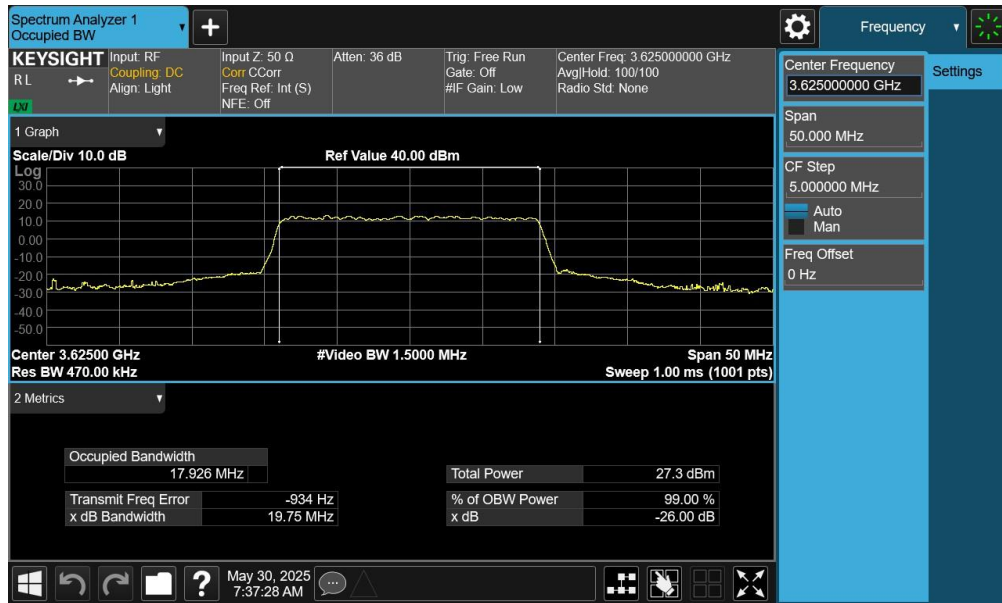 Spectrum Analyzer 1
Occupied BW
+
Frequency
KEYSIGHT
R L
LXI
Input: RF
Coupling: DC
Align: Light
Input Z: 50 Ω
Corr CCorr
Freq Ref: Int (S)
NFE: Off
Atten: 36 dB
Trig: Free Run
Gate: Off
#IF Gain: Low
Center Freq: 3.625000000 GHz
Avg|Hold: 100/100
Radio Std: None
Center Frequency
3.625000000 GHz
Settings
Span
50.000 MHz
CF Step
5.000000 MHz
Auto
Man
Freq Offset
0 Hz
1 Graph
Scale/Div 10.0 dB
Ref Value 40.00 dBm
Log
30.0
20.0
10.0
0.00
-10.0
-20.0
-30.0
-40.0
-50.0
Center 3.62500 GHz
#Video BW 1.5000 MHz
Span 50 MHz
Res BW 470.00 kHz
Sweep 1.00 ms (1001 pts)
2 Metrics
Occupied Bandwidth
17.926 MHz
Total Power 27.3 dBm
Transmit Freq Error -934 Hz
% of OBW Power 99.00 %
x dB Bandwidth 19.75 MHz
x dB -26.00 dB
?
May 30, 2025
7:37:28 AM